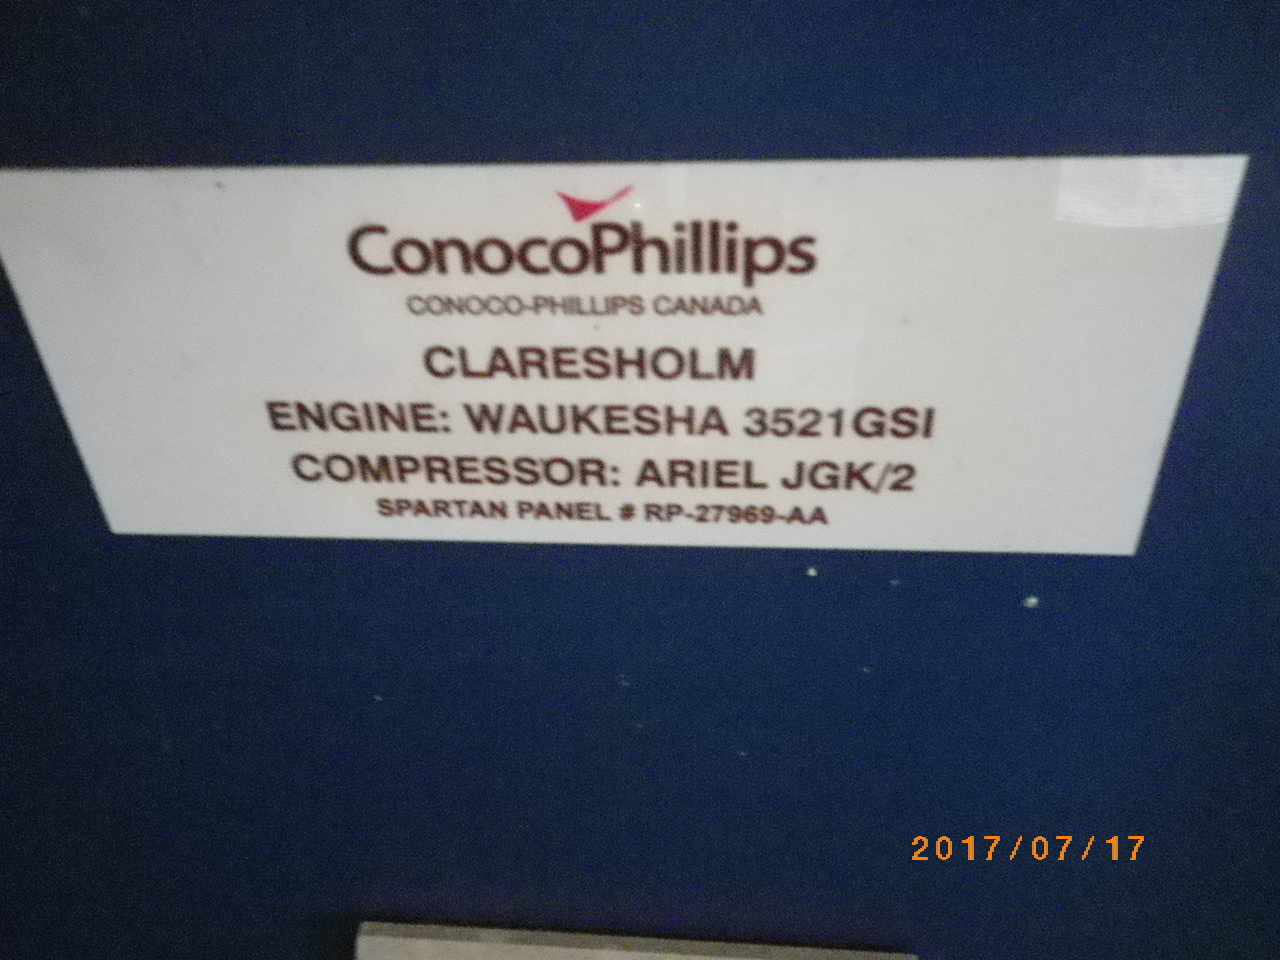 ConocoPhillips
CONOCO-PHILLIPS CANADA
CLARESHOLM
ENGINE: WAUKESHA 3521GSI
COMPRESSOR: ARIEL JGK/2
SPARTAN PANEL # RP-27969-AA
2017/07/17